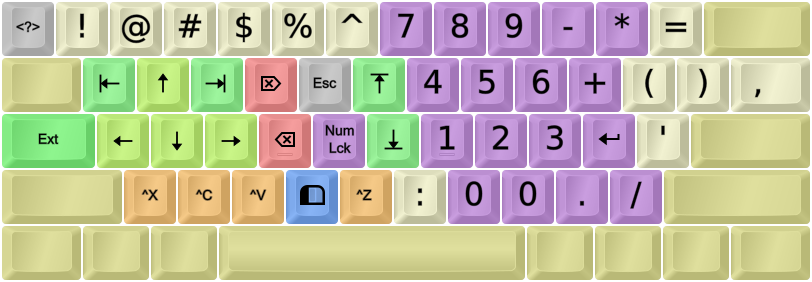 <?> ! @ # $ % ^ 7 8 9 - * =
Esc 4 5 6 + ( ) ,
Ext Num Lck 1 2 3 '
^X ^C ^V ^Z : 0 0 . /